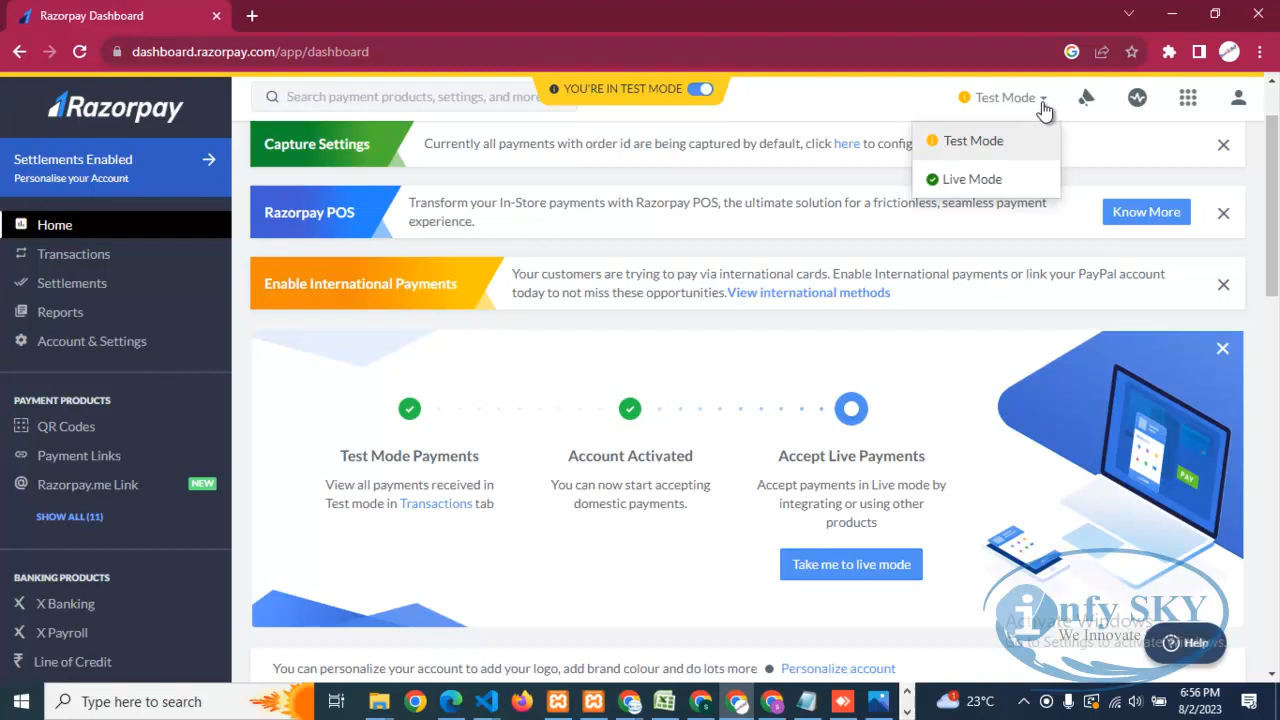 Razorpay Dashboard
dashboard.razorpay.com/app/dashboard
Razorpay
Search payment products, settings, and more
YOU'RE IN TEST MODE
Test Mode
Test Mode
Live Mode
Settlements Enabled
Personalise your Account
Home
Transactions
Settlements
Reports
Account & Settings
PAYMENT PRODUCTS
QR Codes
Payment Links
Razorpay.me Link NEW
SHOW ALL (11)
BANKING PRODUCTS
X Banking
X Payroll
Line of Credit
Capture Settings
Currently all payments with order id are being captured by default, click here to config
Razorpay POS
Transform your In-Store payments with Razorpay POS, the ultimate solution for a frictionless, seamless payment
experience.
Know More
Enable International Payments
Your customers are trying to pay via international cards. Enable International payments or link your PayPal account
today to not miss these opportunities.View international methods
Test Mode Payments
View all payments received in
Test mode in Transactions tab
Account Activated
You can now start accepting
domestic payments.
Accept Live Payments
Accept payments in Live mode by
integrating or using other
products
Take me to live mode
PAY
infy SKY
We Innovate
Activate Windows
Go to Settings to activate Windows.
Help
You can personalize your account to add your logo, add brand colour and do lots more ● Personalize account
Type here to search
1
23°C
6:56 PM
8/2/2023